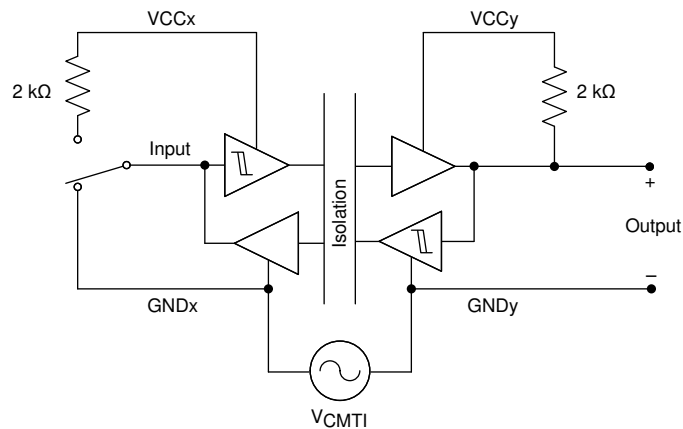 VCCx
VCCy
2 kΩ
2 kΩ
Input
Isolation
+
Output
–
GNDx
GNDy
VCMTI